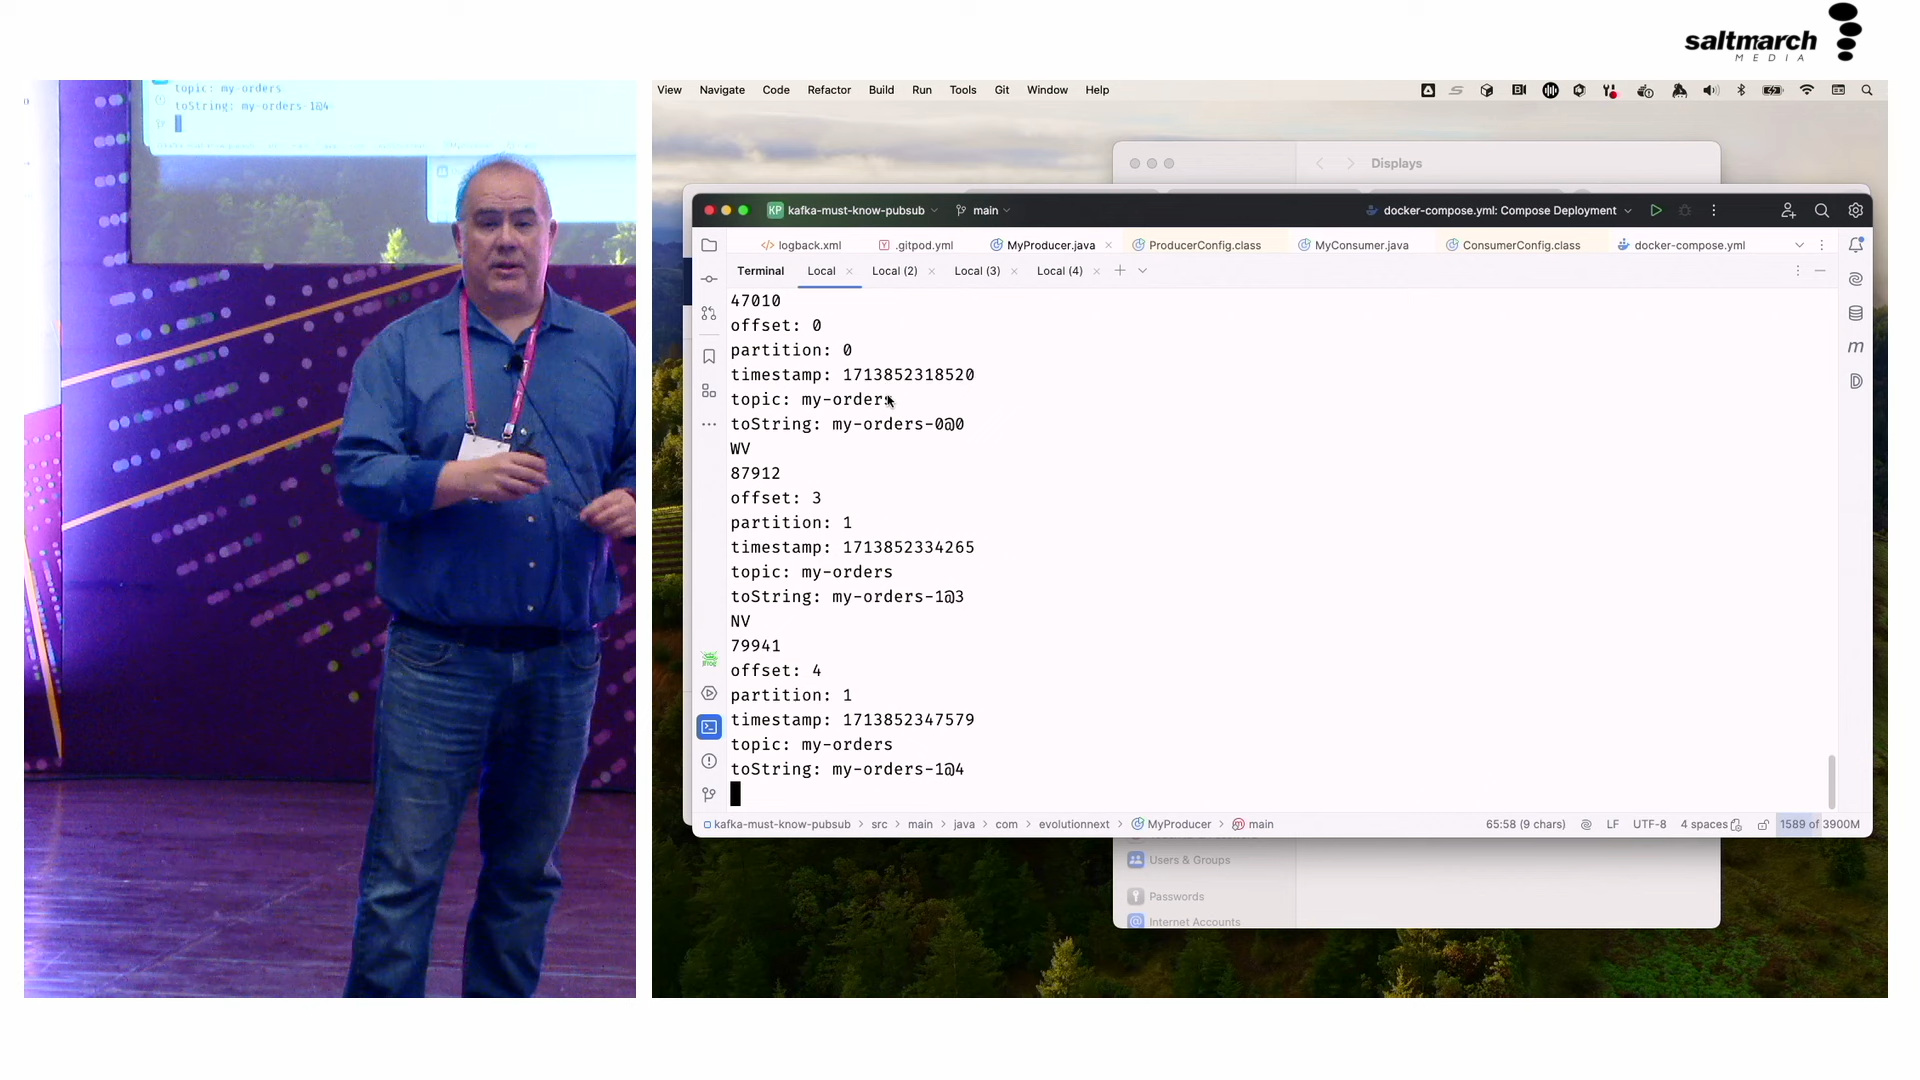 saltmarch
MEDIA
topic: my-orders
toString: my-orders-1@4
View Navigate Code Refactor Build Run Tools Git Window Help
Displays
KP kafka-must-know-pubsub main docker-compose.yml: Compose Deployment
logback.xml .gitpod.yml MyProducer.java ProducerConfig.class MyConsumer.java ConsumerConfig.class docker-compose.yml
Terminal Local Local (2) Local (3) Local (4)
47010
offset: 0
partition: 0
timestamp: 1713852318520
topic: my-orders
toString: my-orders-0@0
WV
87912
offset: 3
partition: 1
timestamp: 1713852334265
topic: my-orders
toString: my-orders-1@3
NV
79941
offset: 4
partition: 1
timestamp: 1713852347579
topic: my-orders
toString: my-orders-1@4
kafka-must-know-pubsub > src > main > java > com > evolutionnext > MyProducer > main 65:58 (9 chars) LF UTF-8 4 spaces 1589 of 3900M
Users & Groups
Passwords
Internet Accounts